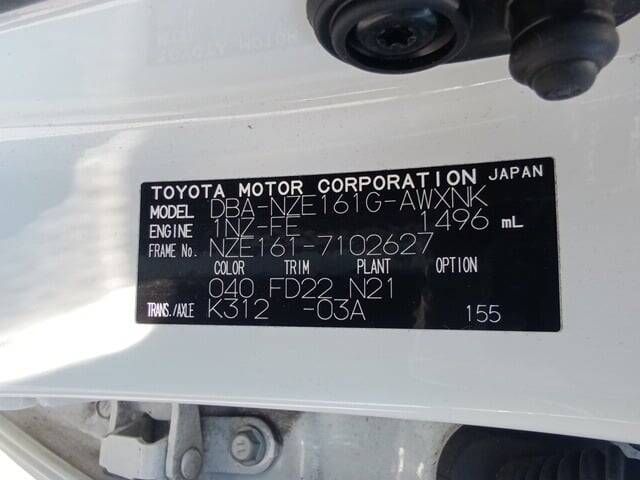 TOYOTA MOTOR CORPORATION JAPAN
MODEL DBA-NZE161G-AWXNK
ENGINE 1NZ-FE 1496 mL
FRAME No. NZE161-7102627
COLOR TRIM PLANT OPTION
040 FD22 N21
TRANS./AXLE K312 -03A 155